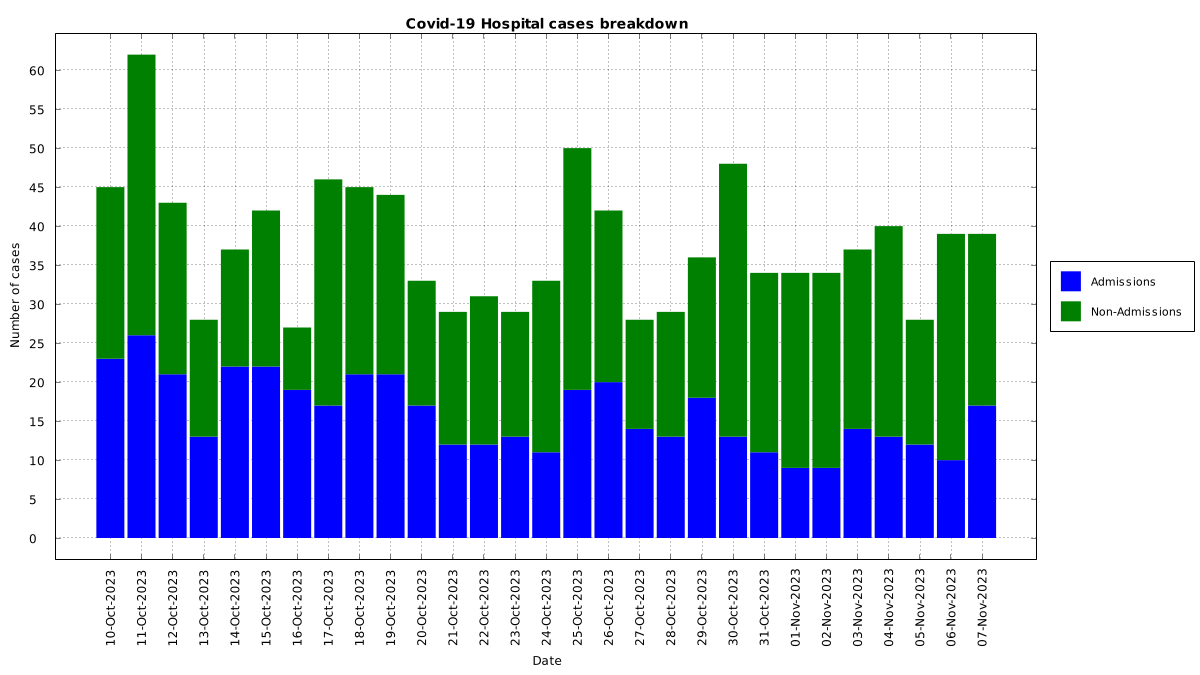 Covid-19 Hospital cases breakdown
60
55
50
45
40
35
30
25
20
15
10
5
0
Number of cases
10-Oct-2023
11-Oct-2023
12-Oct-2023
13-Oct-2023
14-Oct-2023
15-Oct-2023
16-Oct-2023
17-Oct-2023
18-Oct-2023
19-Oct-2023
20-Oct-2023
21-Oct-2023
22-Oct-2023
23-Oct-2023
24-Oct-2023
25-Oct-2023
26-Oct-2023
27-Oct-2023
28-Oct-2023
29-Oct-2023
30-Oct-2023
31-Oct-2023
01-Nov-2023
02-Nov-2023
03-Nov-2023
04-Nov-2023
05-Nov-2023
06-Nov-2023
07-Nov-2023
Date
Admissions
Non-Admissions